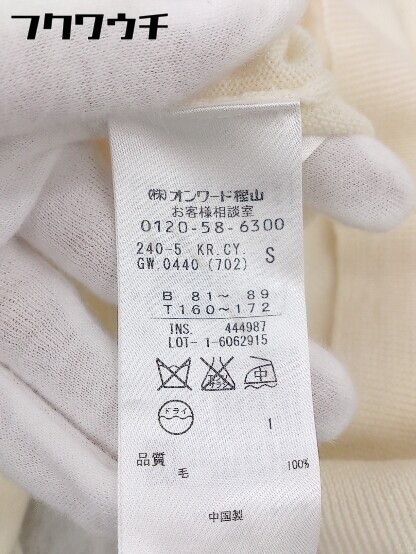 フクワウチ
㈱オンワード樫山
お客様相談室
0120-58-6300
240-5 KR.CY.
GW.0440 (702) S
B 81～ 89
T160～172
INS. 444987
LOT- 1-6062915
中
ドライ
1
品質
毛 100%
中国製